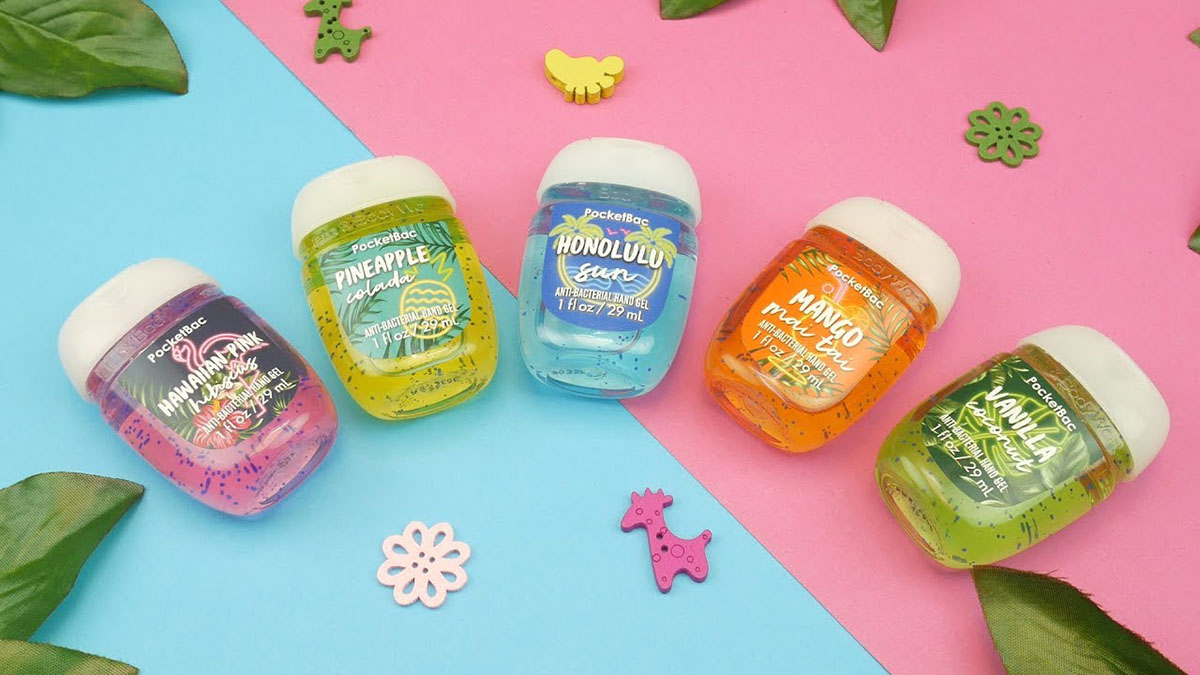 PocketBac
HAWAIIAN PINK
hibiscus
ANTI-BACTERIAL HAND GEL
1 fl oz / 29 mL
PocketBac
PINEAPPLE
colada
ANTI-BACTERIAL HAND GEL
1 fl oz / 29 mL
PocketBac
HONOLULU
sun
ANTI-BACTERIAL HAND GEL
1 fl oz / 29 mL
PocketBac
MANGO
mai tai
ANTI-BACTERIAL HAND GEL
1 fl oz / 29 mL
PocketBac
VANILLA
coconut
ANTI-BACTERIAL HAND GEL
1 fl oz / 29 mL